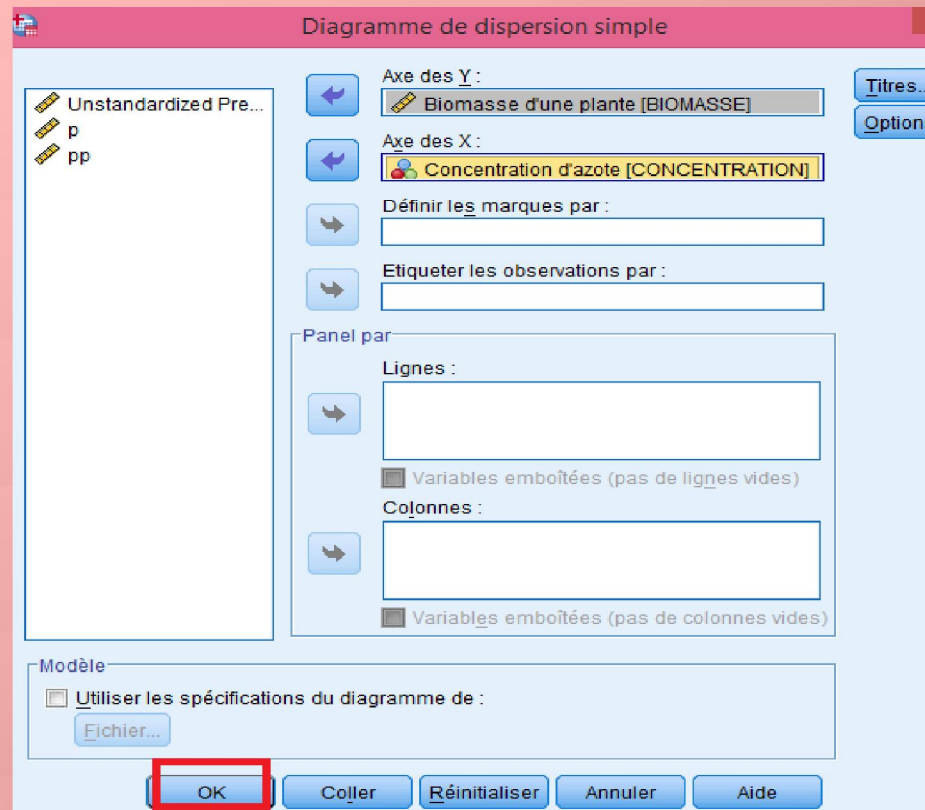 Diagramme de dispersion simple
Unstandardized Pre...
p
pp
Axe des Y :
Biomasse d'une plante [BIOMASSE]
Axe des X :
Concentration d'azote [CONCENTRATION]
Définir les marques par :
Etiqueter les observations par :
Panel par
Lignes :
Variables emboîtées (pas de lignes vides)
Colonnes :
Variables emboîtées (pas de colonnes vides)
Titres..
Option
Modèle
Utiliser les spécifications du diagramme de :
Fichier...
OK
Coller
Réinitialiser
Annuler
Aide